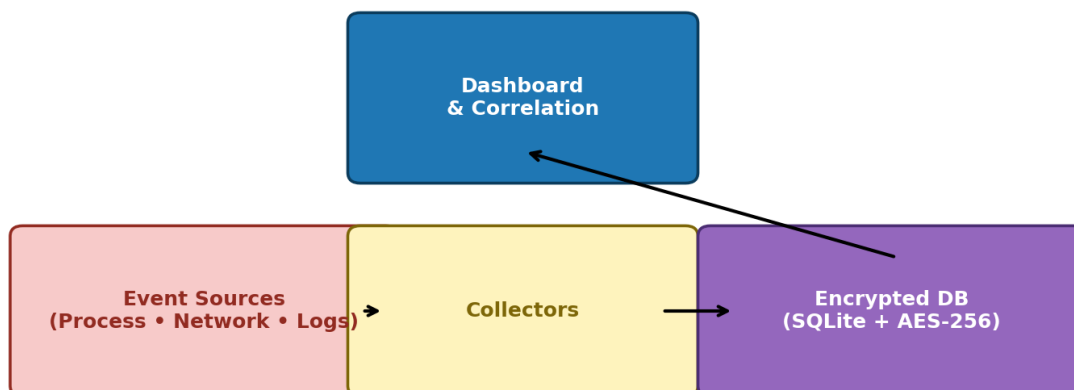 Dashboard
& Correlation
Event Sources
(Process • Network • Logs)
Collectors
Encrypted DB
(SQLite + AES-256)